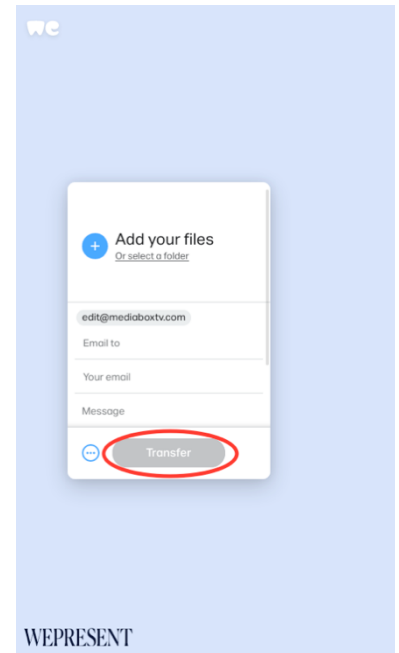 we
Add your files
Or select a folder
edit@mediaboxtv.com
Email to
Your email
Message
Transfer
WEPRESENT